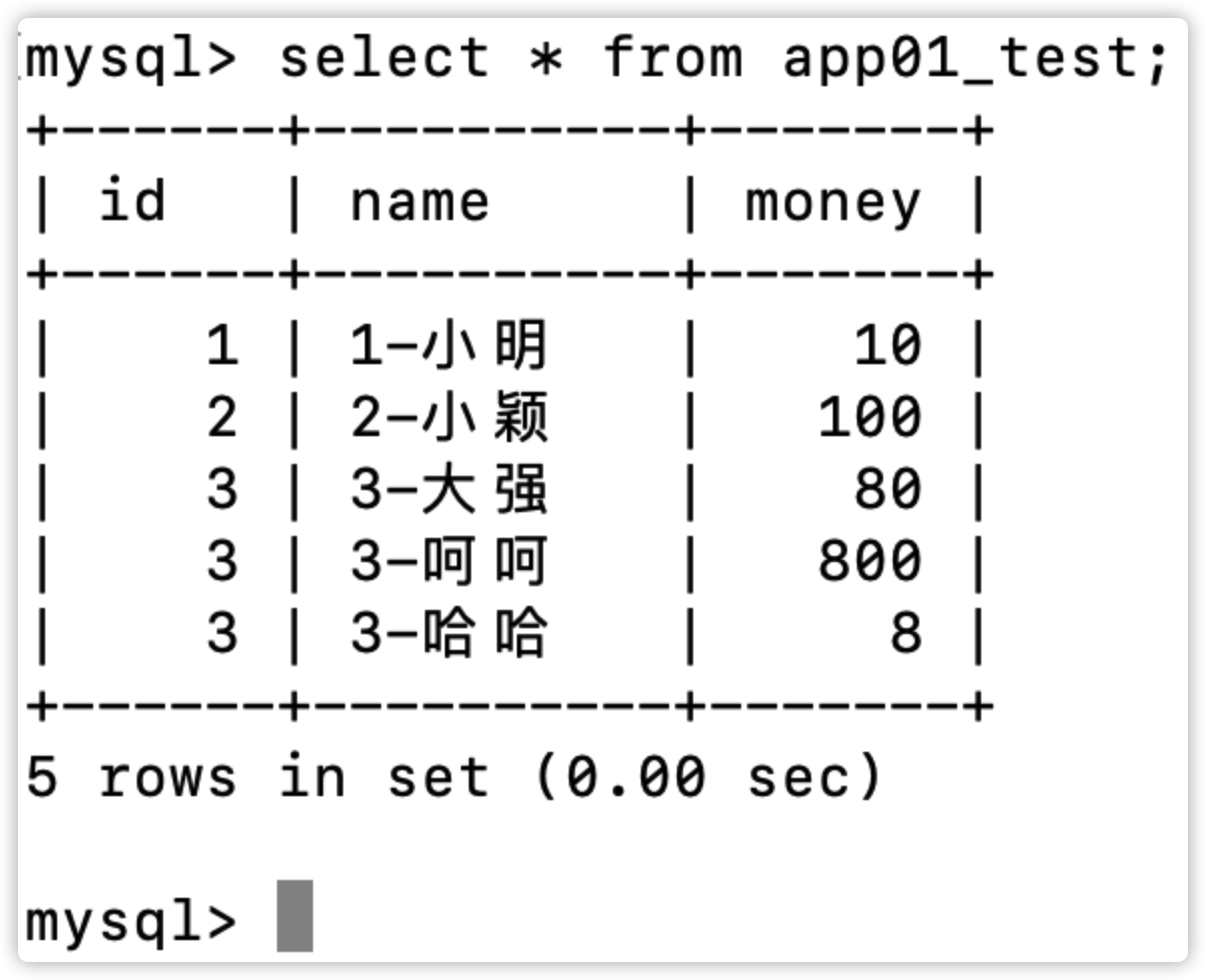 mysql> select * from app01_test;
+------+----------+-------+
| id   | name     | money |
+------+----------+-------+
|    1 | 1-小明    |    10 |
|    2 | 2-小颖    |   100 |
|    3 | 3-大强    |    80 |
|    3 | 3-呵呵    |   800 |
|    3 | 3-哈哈    |     8 |
+------+----------+-------+
5 rows in set (0.00 sec)
mysql>